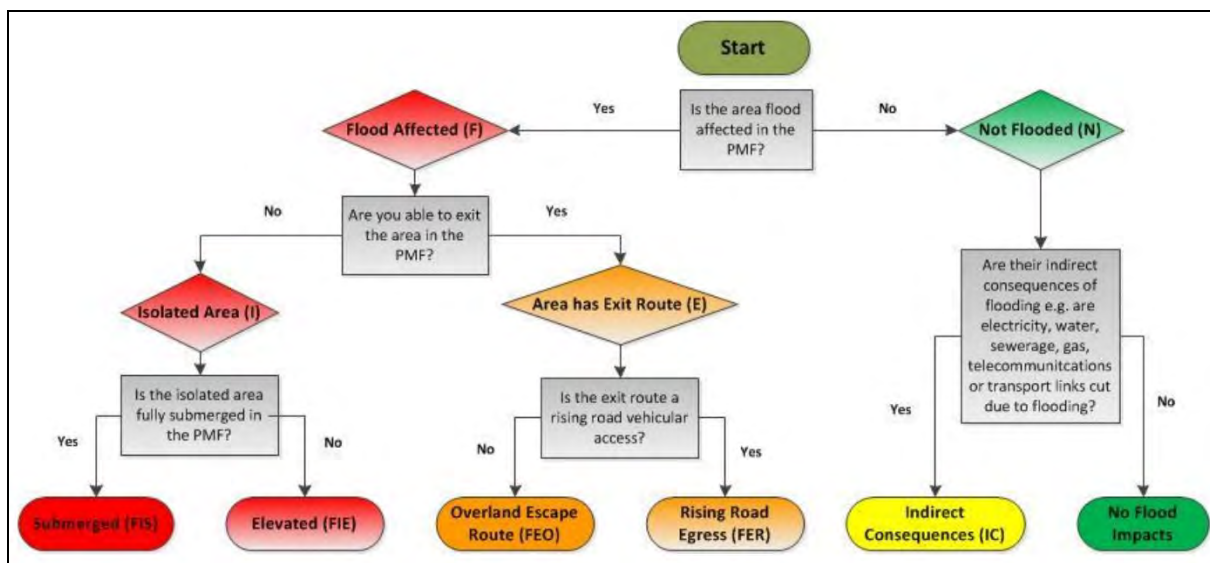 Start
Yes
Is the area flood
affected in the
PMF?
No
Flood Affected (F)
Not Flooded (N)
No
Are you able to exit
the area in the
PMF?
Yes
Isolated Area (I)
Area has Exit Route (E)
Are their indirect
consequences of
flooding e.g. are
electricity, water,
sewerage, gas,
telecommunitcations
or transport links cut
due to flooding?
Is the isolated area
fully submerged in
the PMF?
Is the exit route a
rising road vehicular
access?
Yes
No
No
Yes
Yes
No
Submerged (FIS)
Elevated (FIE)
Overland Escape
Route (FEO)
Rising Road
Egress (FER)
Indirect
Consequences (IC)
No Flood
Impacts